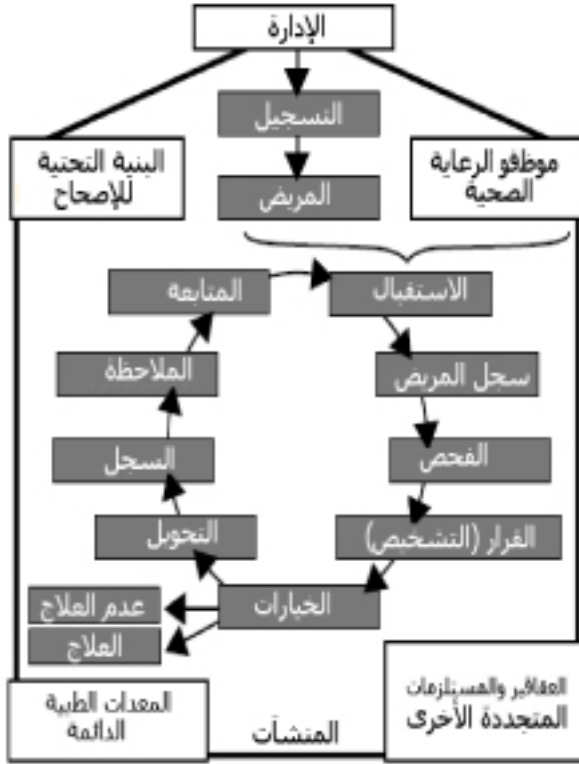 الإدارة
التسجيل
موظفو الرعاية
الصحية
البنية التحتية
للإصحاح
المريض
الاستقبال
المتابعة
سجل المريض
الملاحظة
الفحص
السجل
القرار (التشخيص)
التحويل
الخيارات
عدم العلاج
العلاج
العقاقير والمستلزمات
المتجددة الأخرى
المعدات الطبية
الدائمة
المنشآت